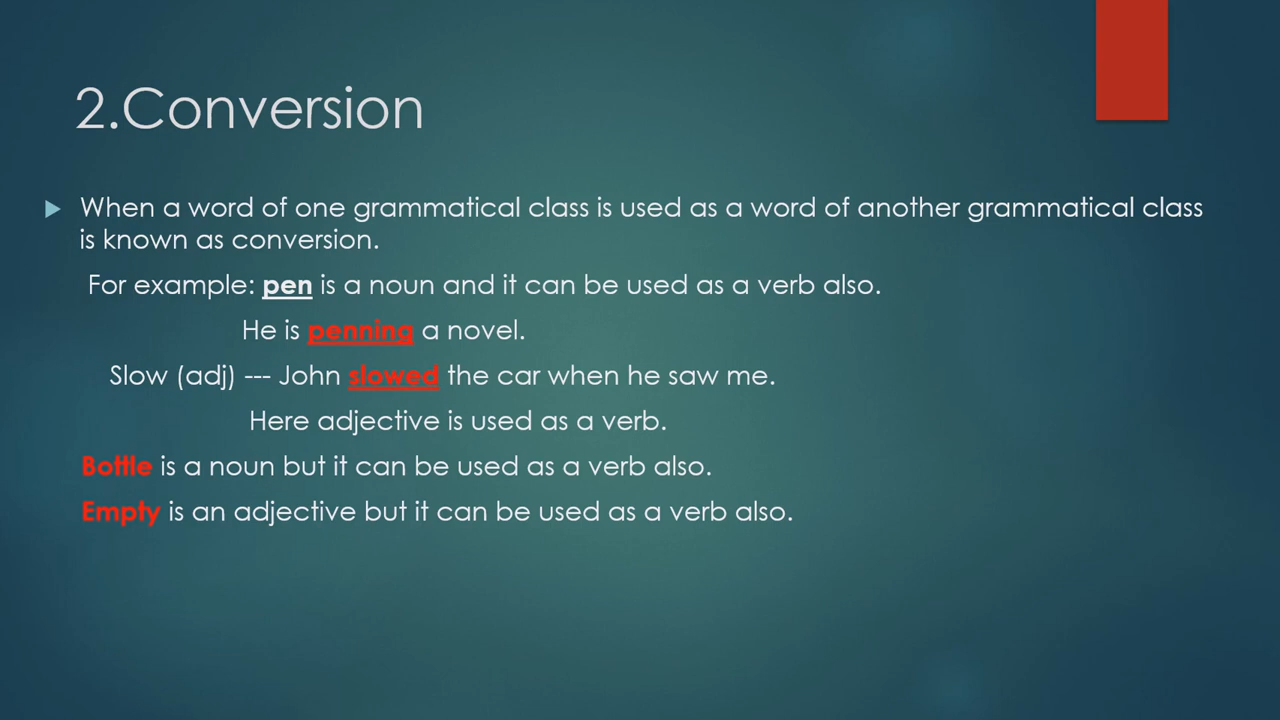 2.Conversion
When a word of one grammatical class is used as a word of another grammatical class
is known as conversion.
For example: pen is a noun and it can be used as a verb also.
He is penning a novel.
Slow (adj) --- John slowed the car when he saw me.
Here adjective is used as a verb.
Bottle is a noun but it can be used as a verb also.
Empty is an adjective but it can be used as a verb also.